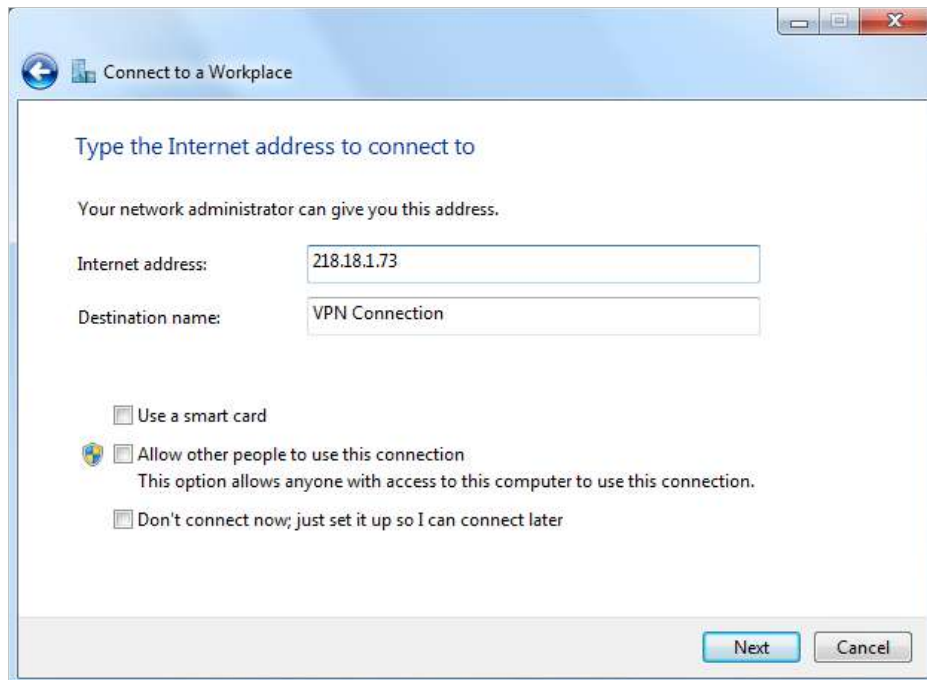 Connect to a Workplace
Type the Internet address to connect to
Your network administrator can give you this address.
Internet address: 218.18.1.73
Destination name: VPN Connection
Use a smart card
Allow other people to use this connection
This option allows anyone with access to this computer to use this connection.
Don't connect now; just set it up so I can connect later
Next Cancel